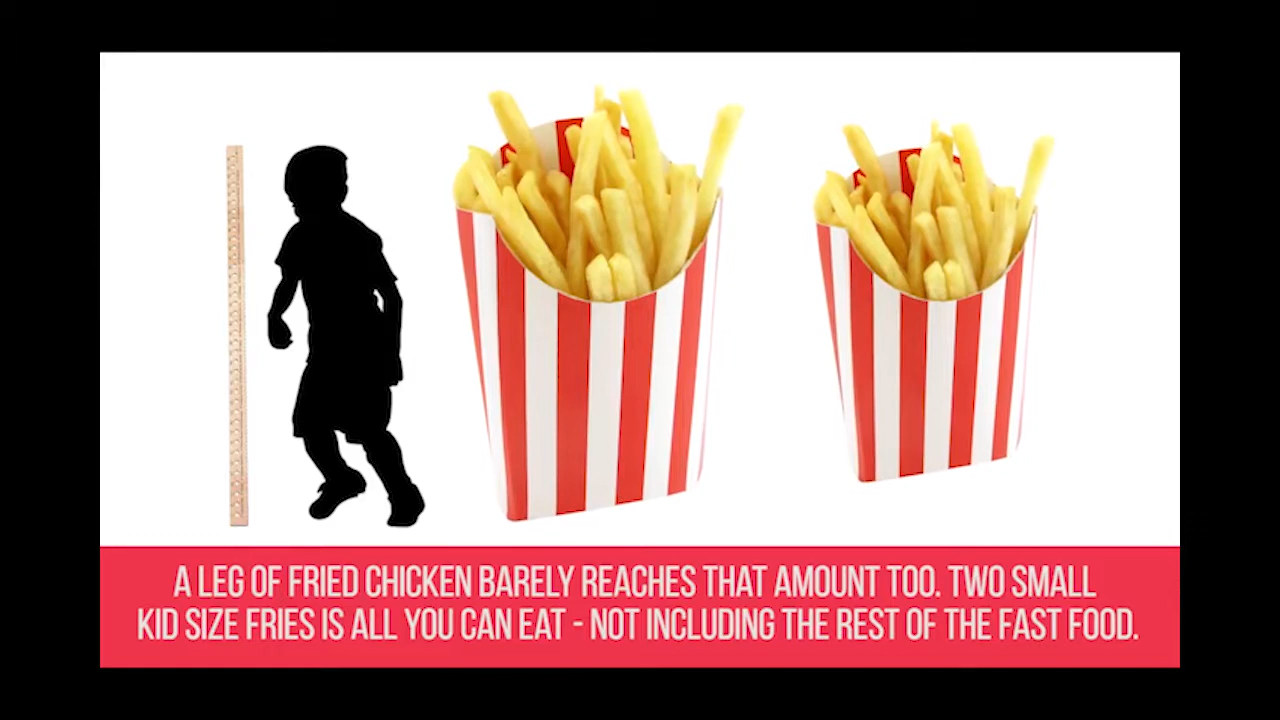 A LEG OF FRIED CHICKEN BARELY REACHES THAT AMOUNT TOO. TWO SMALL
KID SIZE FRIES IS ALL YOU CAN EAT - NOT INCLUDING THE REST OF THE FAST FOOD.